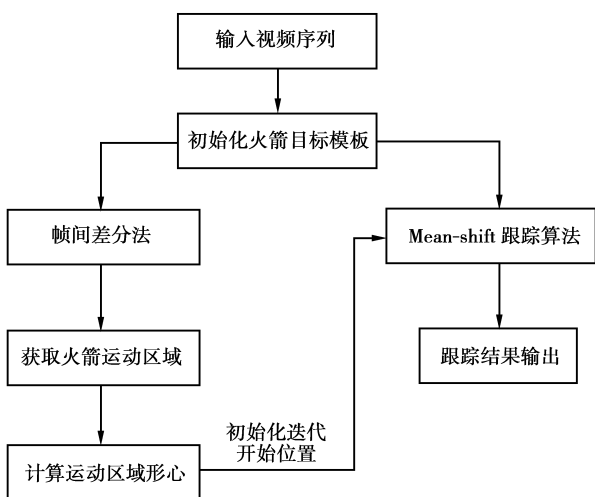 输入视频序列
初始化火箭目标模板
帧间差分法
Mean-shift 跟踪算法
获取火箭运动区域
跟踪结果输出
初始化迭代
开始位置
计算运动区域形心